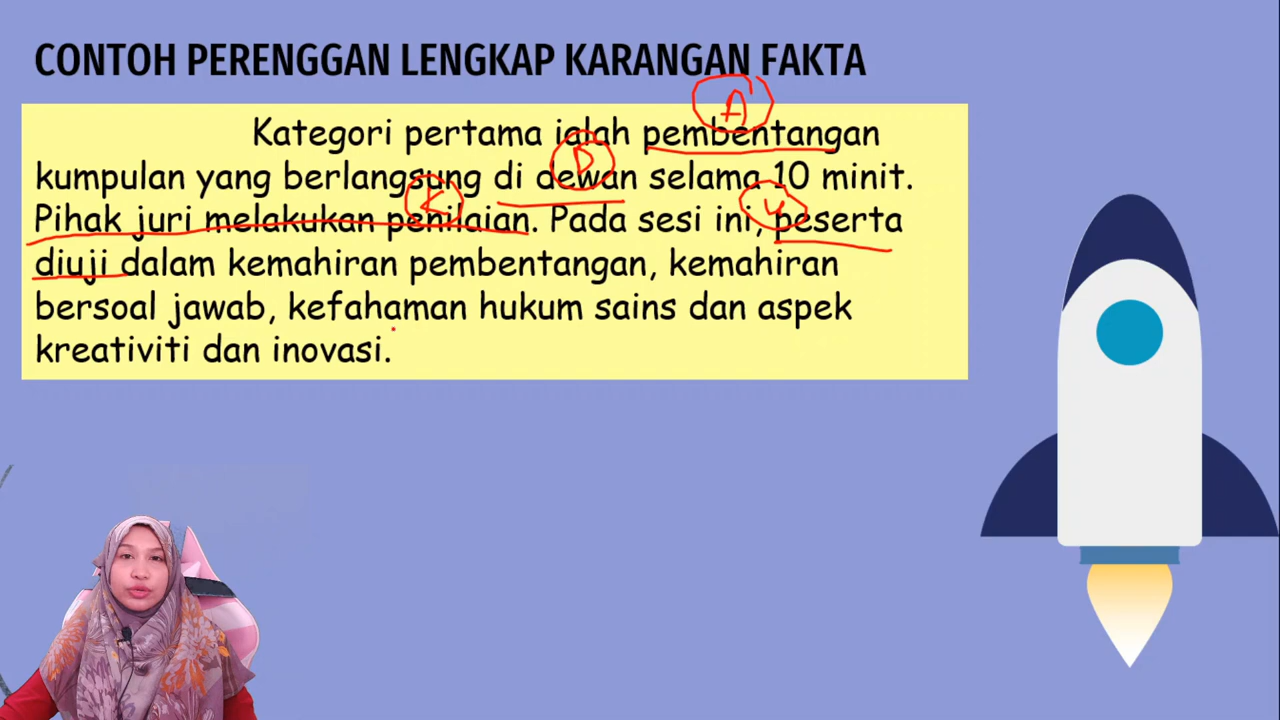 CONTOH PERENGGAN LENGKAP KARANGAN FAKTA
A
Kategori pertama ialah pembentangan
D
kumpulan yang berlangsung di dewan selama 10 minit.
K
Pihak juri melakukan penilaian. Pada sesi ini, peserta
diuji dalam kemahiran pembentangan, kemahiran
bersoal jawab, kefahaman hukum sains dan aspek
kreativiti dan inovasi.